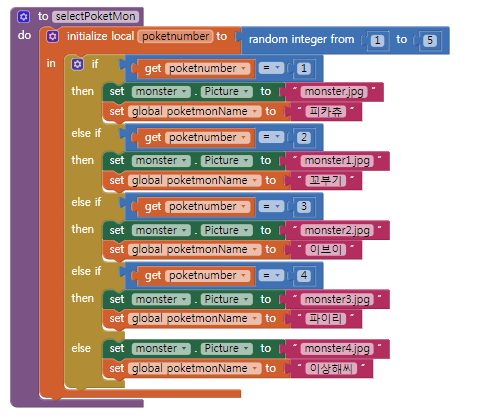 to selectPoketMon
do initialize local poketnumber to random integer from 1 to 5
in if get poketnumber = 1
then set monster . Picture to " monster.jpg "
set global poketmonName to " 피카츄 "
else if get poketnumber = 2
then set monster . Picture to " monster1.jpg "
set global poketmonName to " 꼬부기 "
else if get poketnumber = 3
then set monster . Picture to " monster2.jpg "
set global poketmonName to " 이브이 "
else if get poketnumber = 4
then set monster . Picture to " monster3.jpg "
set global poketmonName to " 파이리 "
else set monster . Picture to " monster4.jpg "
set global poketmonName to " 이상해씨 "